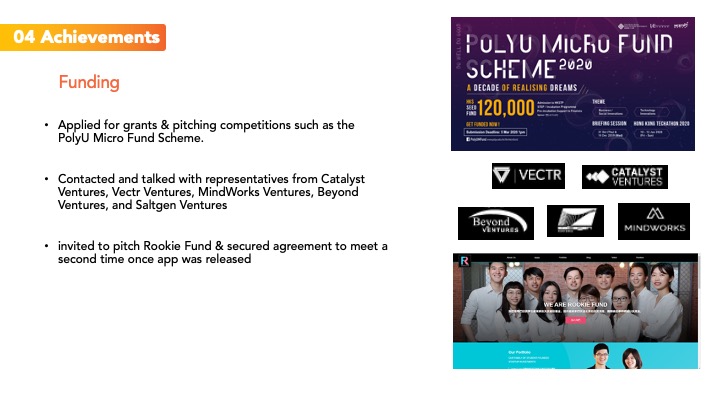 04 Achievements
Funding
• Applied for grants & pitching competitions such as the
PolyU Micro Fund Scheme.
• Contacted and talked with representatives from Catalyst
Ventures, Vectr Ventures, MindWorks Ventures, Beyond
Ventures, and Saltgen Ventures
• invited to pitch Rookie Fund & secured agreement to meet a
second time once app was released
POLYU MICRO FUND
SCHEME 2020
A DECADE OF REALISING DREAMS
HK$
SEED
FUND
120,000
GET FUNDED NOW!
THEME
BRIEFING SESSION
HONG KONG TECHATHON 2020
VECTR
CATALYST
VENTURES
Beyond
VENTURES
MINDWORKS
R
WE ARE ROOKIE FUND
Our Portfolio